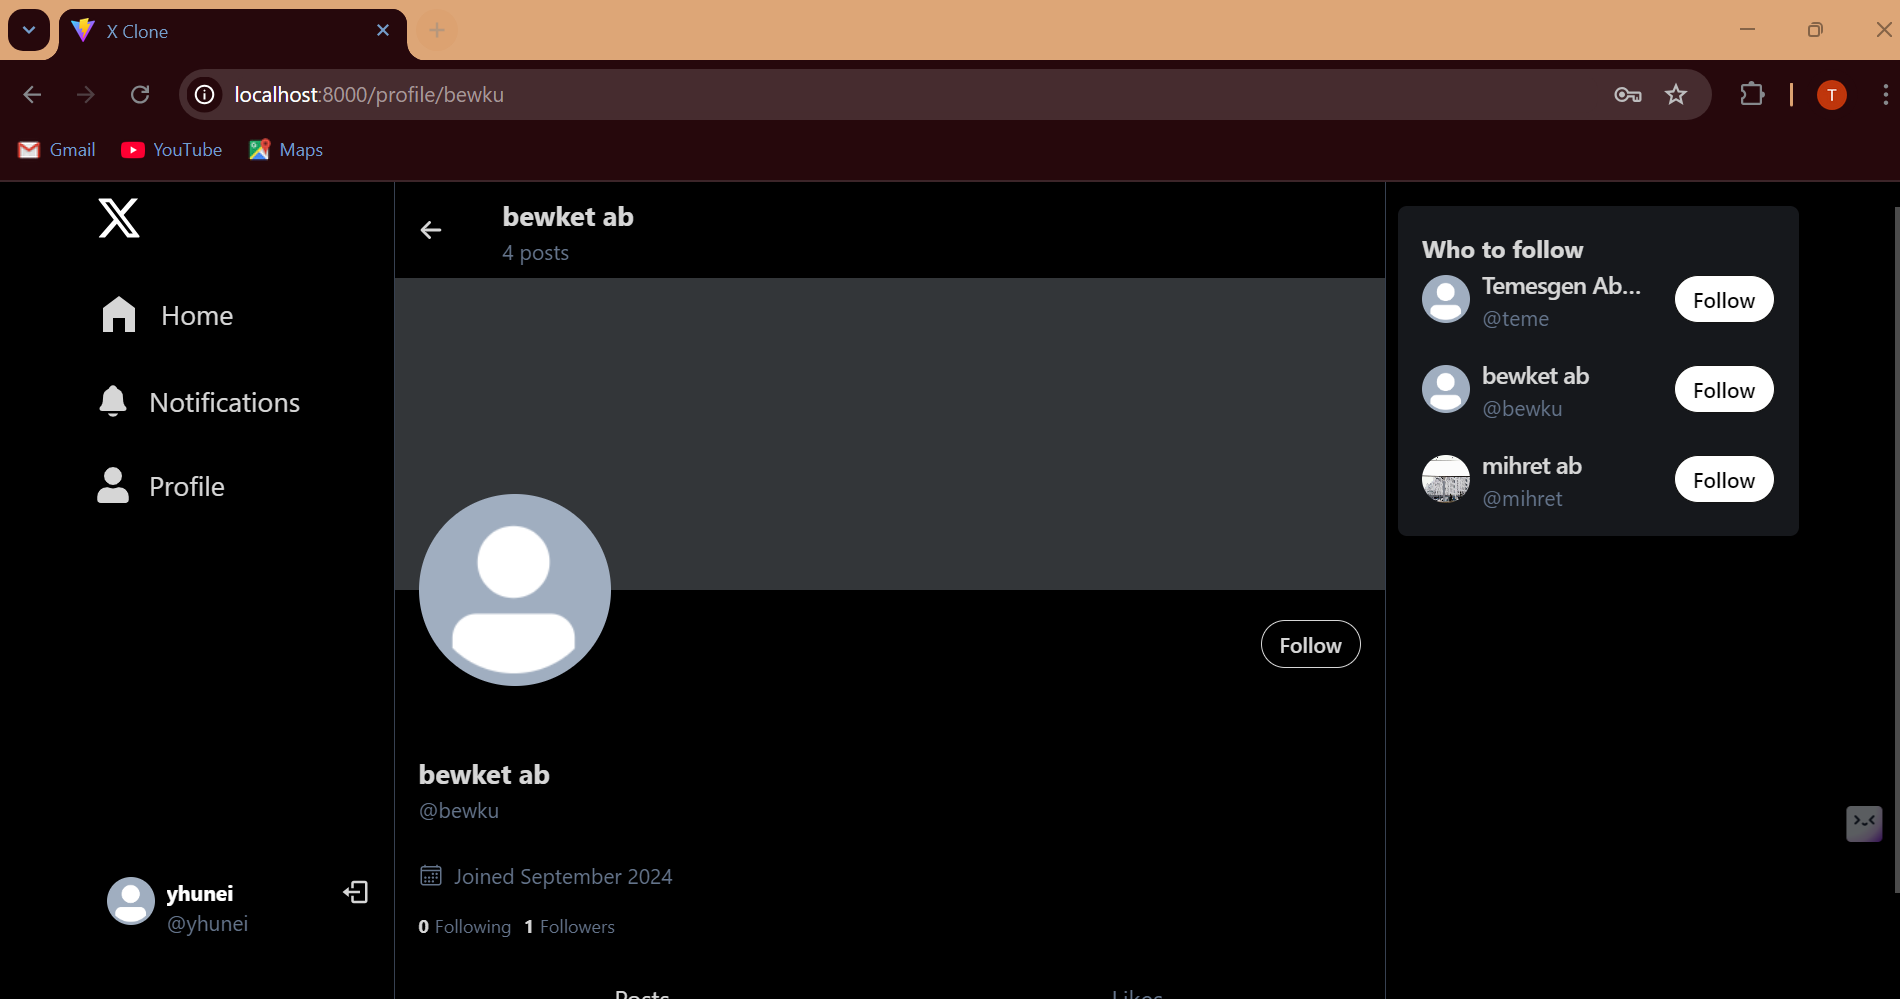 X Clone
localhost:8000/profile/bewku
T
Gmail YouTube Maps
Home
Notifications
Profile
yhunei
@yhunei
bewket ab
4 posts
Follow
bewket ab
@bewku
Joined September 2024
0 Following 1 Followers
Posts Likes
Who to follow
Temesgen Ab...
@teme
Follow
bewket ab
@bewku
Follow
mihret ab
@mihret
Follow